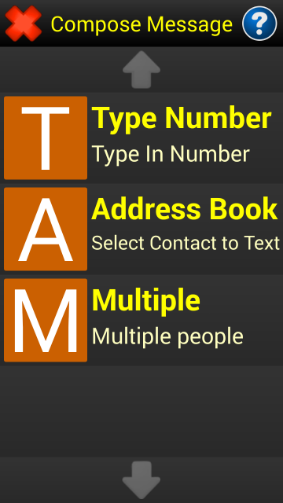 Compose Message
?
T
Type Number
Type In Number
A
Address Book
Select Contact to Text
M
Multiple
Multiple people